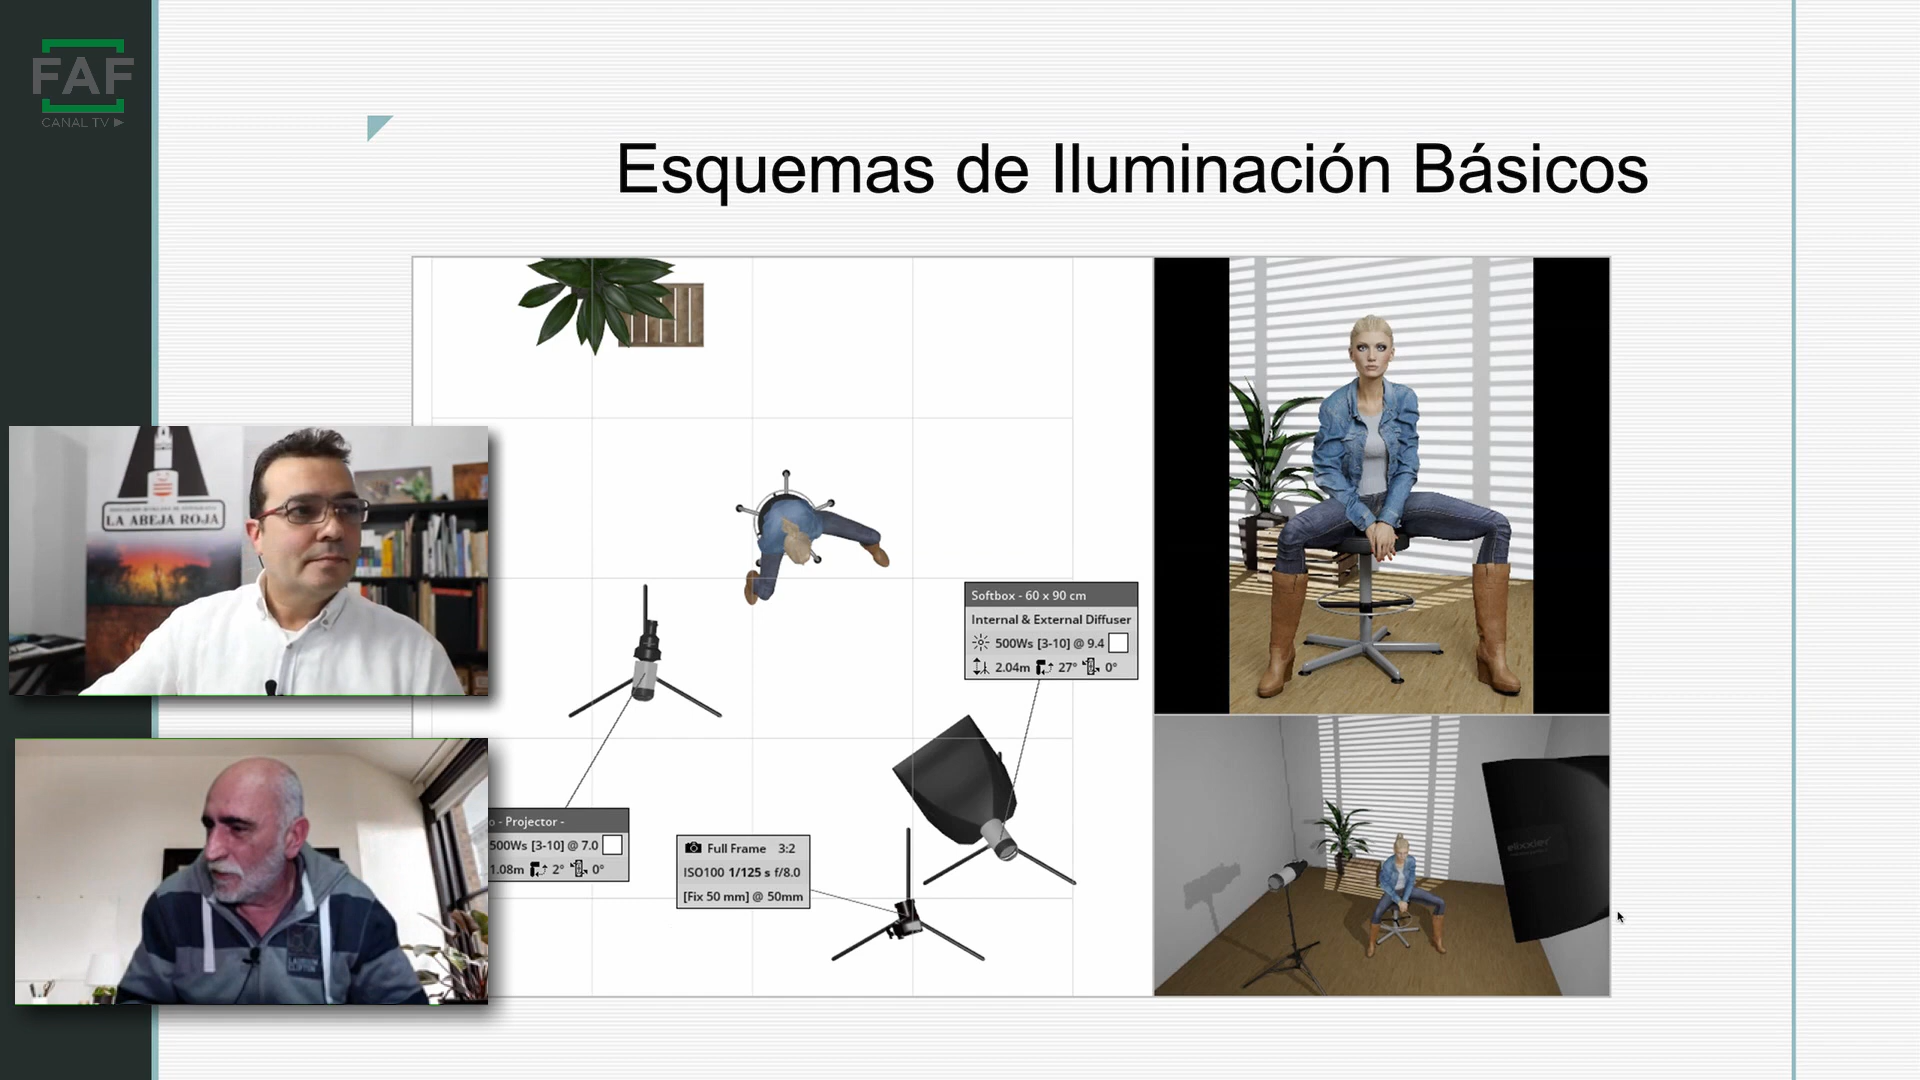 FAF
CANAL TV
Esquemas de Iluminación Básicos
LA ABEJA ROJA
Softbox - 60 x 90 cm
Internal & External Diffuser
500Ws [3-10] @ 9.4
2.04m 27° 0°
o - Projector -
500Ws [3-10] @ 7.0
1.08m 2° 0°
Full Frame 3:2
ISO100 1/125 s f/8.0
[Fix 50 mm] @ 50mm
elixxier